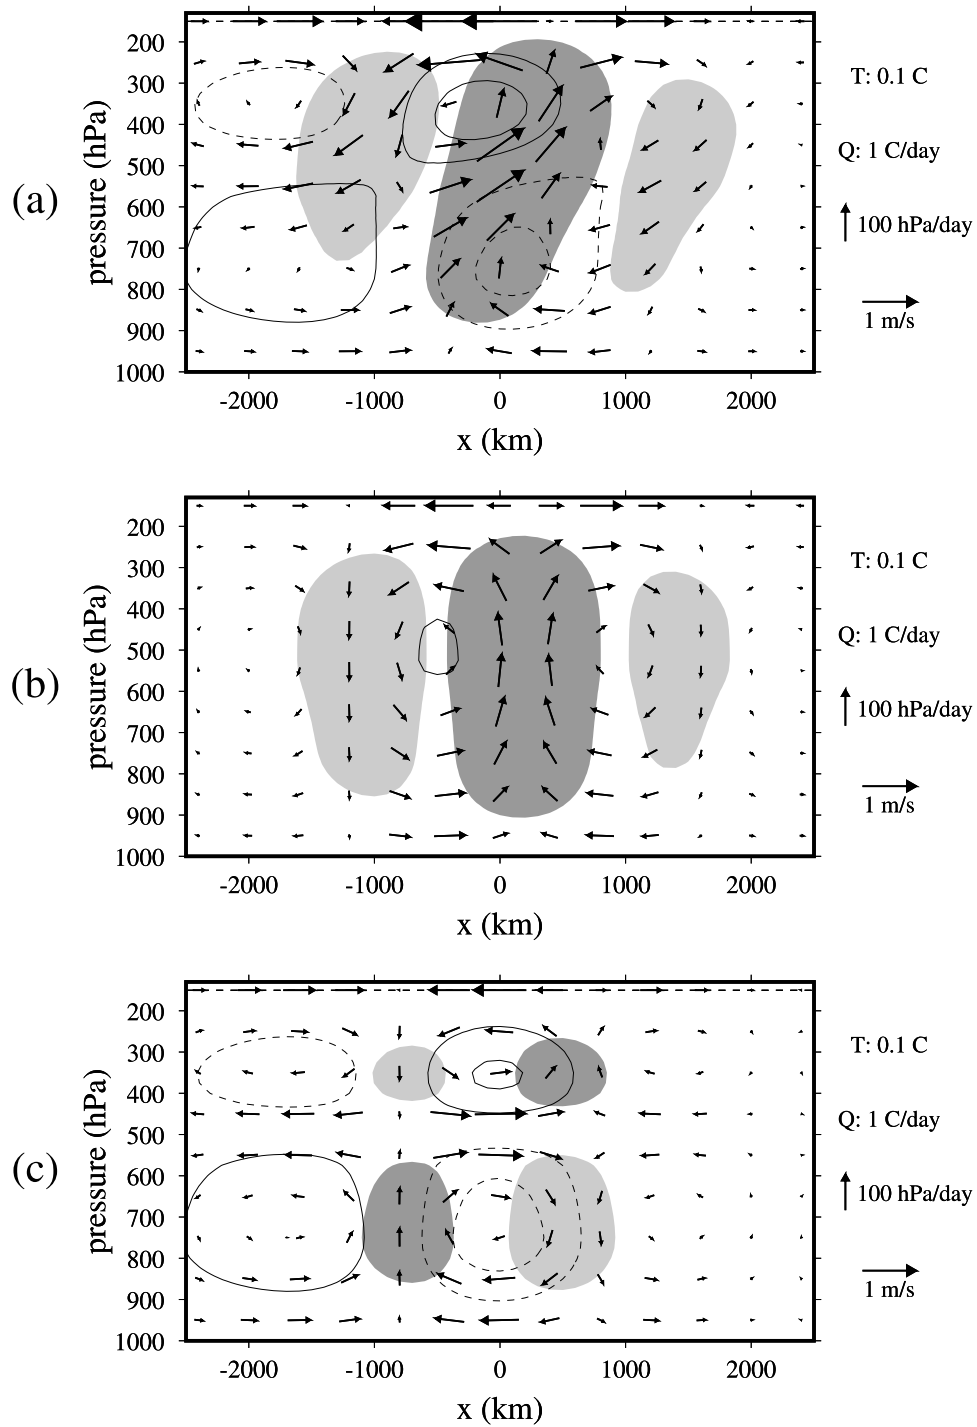 (a)
pressure (hPa)
200
300
400
500
600
700
800
900
1000
-2000
-1000
0
1000
2000
x (km)
T: 0.1 C
Q: 1 C/day
100 hPa/day
1 m/s
(b)
pressure (hPa)
200
300
400
500
600
700
800
900
1000
-2000
-1000
0
1000
2000
x (km)
T: 0.1 C
Q: 1 C/day
100 hPa/day
1 m/s
(c)
pressure (hPa)
200
300
400
500
600
700
800
900
1000
-2000
-1000
0
1000
2000
x (km)
T: 0.1 C
Q: 1 C/day
100 hPa/day
1 m/s